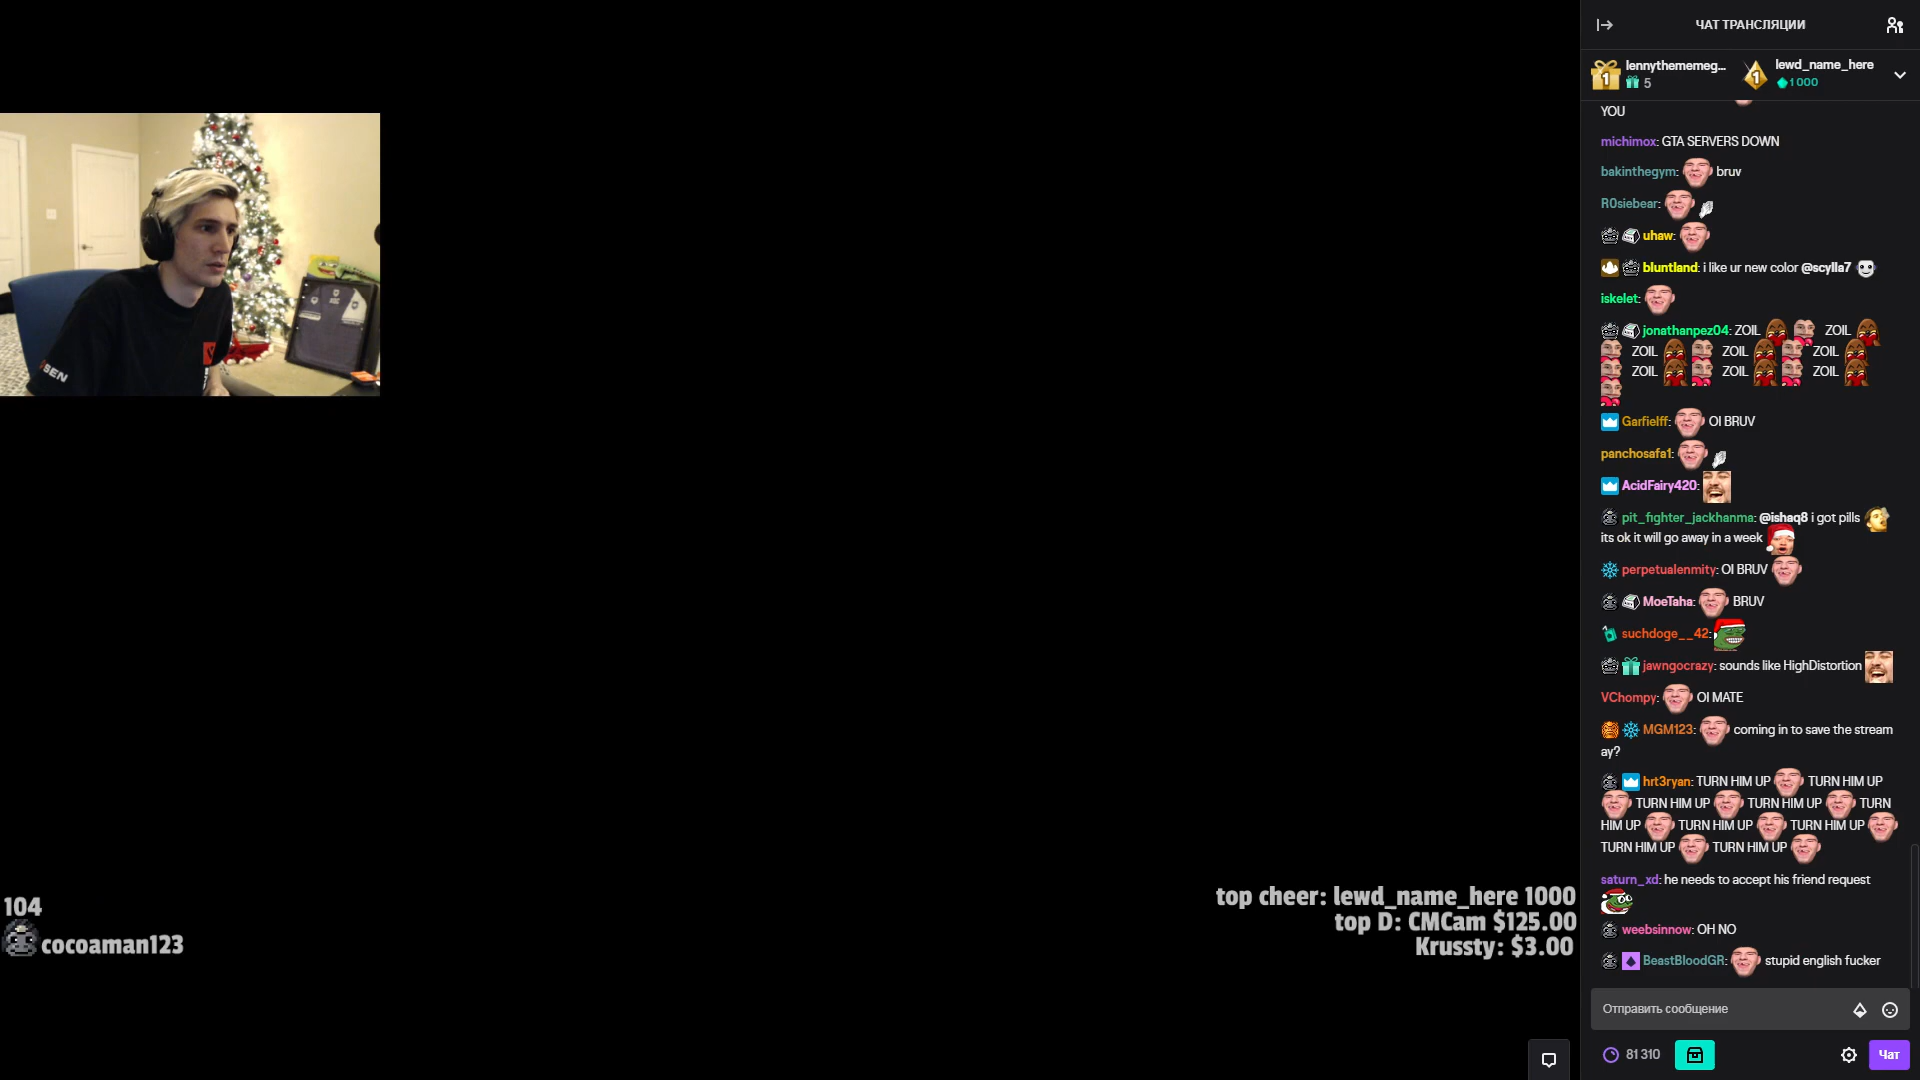 ЧАТ ТРАНСЛЯЦИИ
lennythememeg...
5
lewd_name_here
1 000
YOU
michimox: GTA SERVERS DOWN
bakinthegym: bruv
R0siebear:
uhaw:
bluntland: i like ur new color @scylla7
iskelet:
jonathanpez04: ZOIL ZOIL
ZOIL ZOIL ZOIL
ZOIL ZOIL ZOIL
Garfielff: OI BRUV
panchosafa1:
AcidFairy420:
pit_fighter_jackhanma: @ishaq8 i got pills
its ok it will go away in a week
perpetualenmity: OI BRUV
MoeTaha: BRUV
suchdoge__42:
jawngocrazy: sounds like HighDistortion
VChompy: OI MATE
MGM123: coming in to save the stream
ay?
hrt3ryan: TURN HIM UP TURN HIM UP
TURN HIM UP TURN HIM UP TURN
HIM UP TURN HIM UP TURN HIM UP
TURN HIM UP TURN HIM UP
saturn_xd: he needs to accept his friend request
weebsinnow: OH NO
BeastBloodGR: stupid english fucker
Отправить сообщение
81 310
Чат
104
cocoaman123
top cheer: lewd_name_here 1000
top D: CMCam $125.00
Krussty: $3.00
SEN